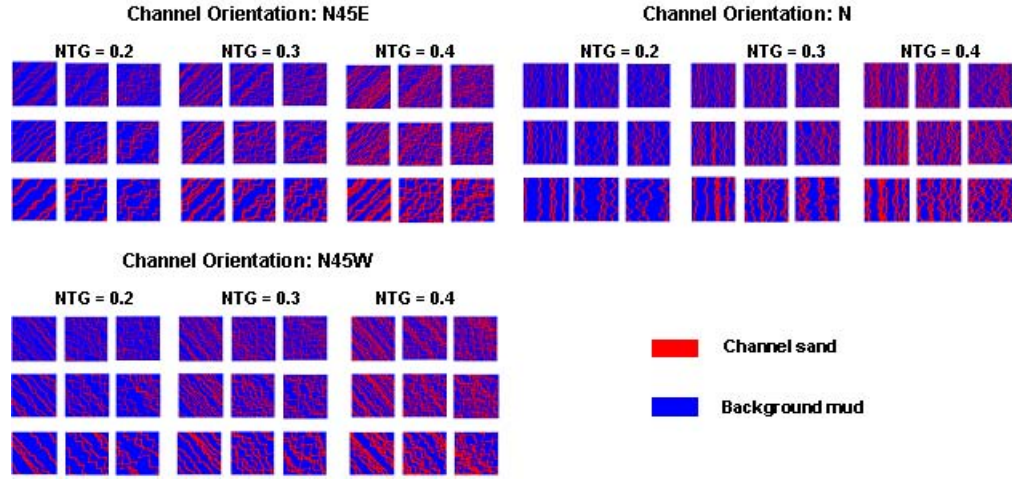 Channel Orientation: N45E
NTG = 0.2
NTG = 0.3
NTG = 0.4
Channel Orientation: N
NTG = 0.2
NTG = 0.3
NTG = 0.4
Channel Orientation: N45W
NTG = 0.2
NTG = 0.3
NTG = 0.4
Channel sand
Background mud